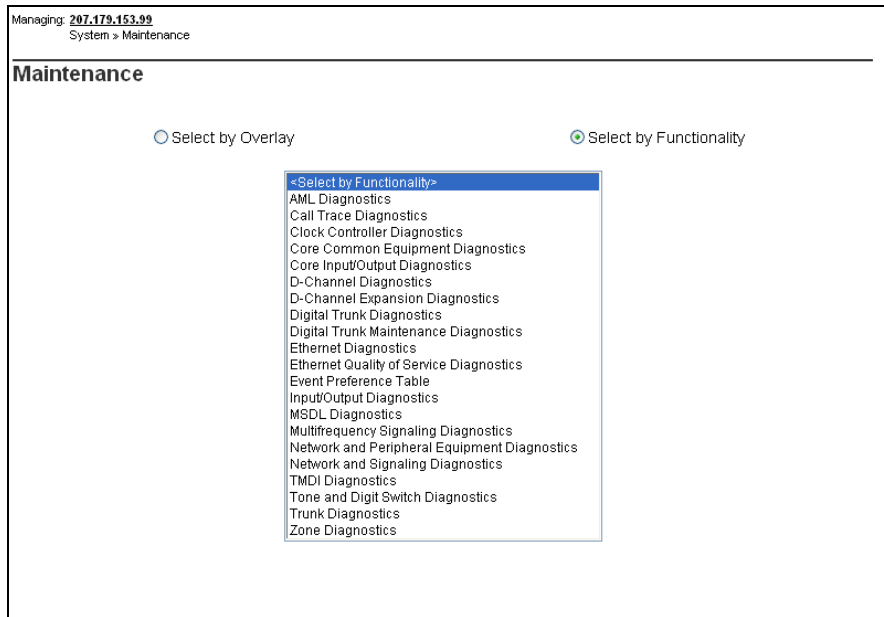 Managing: 207.179.153.99
System » Maintenance
Maintenance
Select by Overlay
Select by Functionality
<Select by Functionality>
AML Diagnostics
Call Trace Diagnostics
Clock Controller Diagnostics
Core Common Equipment Diagnostics
Core Input/Output Diagnostics
D-Channel Diagnostics
D-Channel Expansion Diagnostics
Digital Trunk Diagnostics
Digital Trunk Maintenance Diagnostics
Ethernet Diagnostics
Ethernet Quality of Service Diagnostics
Event Preference Table
Input/Output Diagnostics
MSDL Diagnostics
Multifrequency Signaling Diagnostics
Network and Peripheral Equipment Diagnostics
Network and Signaling Diagnostics
TMDI Diagnostics
Tone and Digit Switch Diagnostics
Trunk Diagnostics
Zone Diagnostics